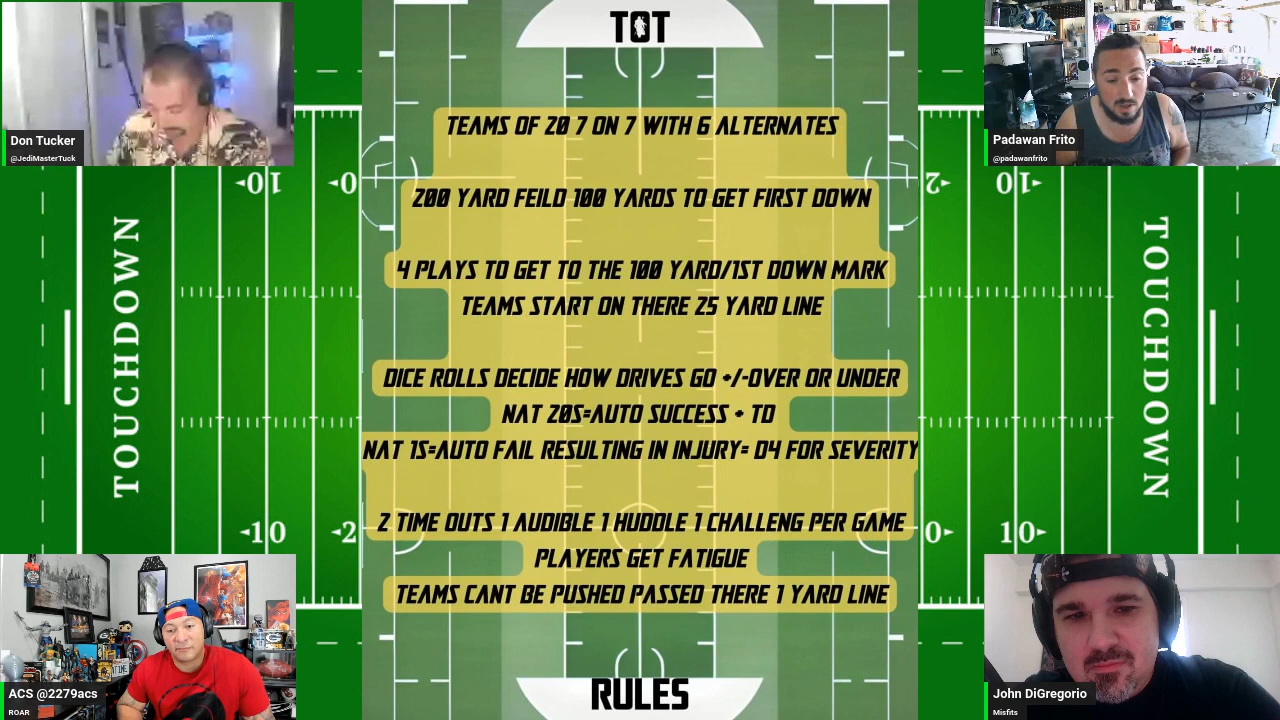 TOT
Don Tucker
@JediMasterTuck
Padawan Frito
@padawanfrito
TEAMS OF 20 7 ON 7 WITH 6 ALTERNATES
200 YARD FEILD 100 YARDS TO GET FIRST DOWN
4 PLAYS TO GET TO THE 100 YARD/1ST DOWN MARK
TEAMS START ON THERE 25 YARD LINE
DICE ROLLS DECIDE HOW DRIVES GO +/-OVER OR UNDER
NAT 20S=AUTO SUCCESS + TD
NAT 1S=AUTO FAIL RESULTING IN INJURY= D4 FOR SEVERITY
2 TIME OUTS 1 AUDIBLE 1 HUDDLE 1 CHALLENG PER GAME
PLAYERS GET FATIGUE
TEAMS CANT BE PUSHED PASSED THERE 1 YARD LINE
RULES
TOUCHDOWN
TOUCHDOWN
10
10
10
10
ACS @2279acs
ROAR
John DiGregorio
Misfits